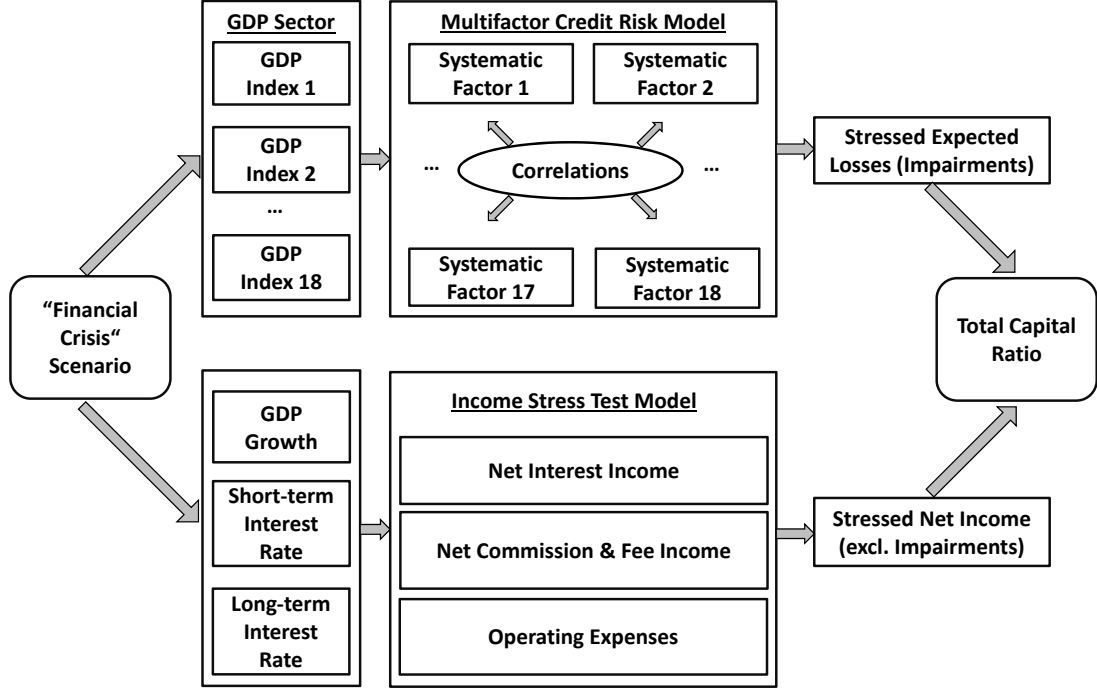 GDP Sector
GDP
Index 1
GDP
Index 2
...
GDP
Index 18
Multifactor Credit Risk Model
Systematic
Factor 1
Systematic
Factor 2
...
Correlations
...
Systematic
Factor 17
Systematic
Factor 18
Stressed Expected
Losses (Impairments)
“Financial
Crisis“
Scenario
Total Capital
Ratio
GDP
Growth
Short-term
Interest
Rate
Long-term
Interest
Rate
Income Stress Test Model
Net Interest Income
Net Commission & Fee Income
Operating Expenses
Stressed Net Income
(excl. Impairments)